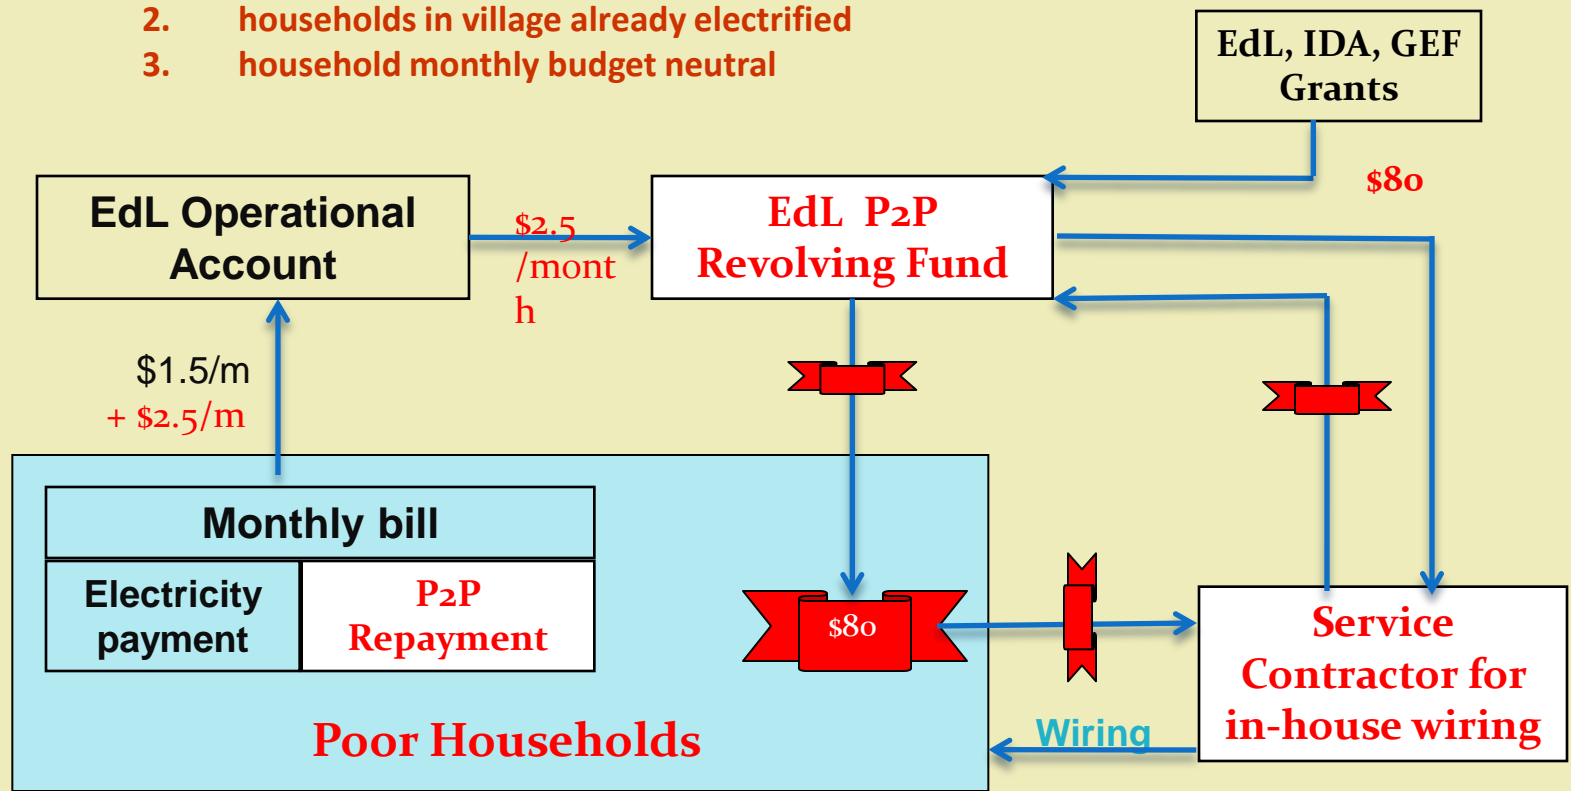 2. households in village already electrified
3. household monthly budget neutral
EdL, IDA, GEF
Grants
$80
EdL Operational
Account
$2.5
/mont
h
EdL P2P
Revolving Fund
$1.5/m
+ $2.5/m
Monthly bill
Electricity
payment
P2P
Repayment
$80
Poor Households
Wiring
Service
Contractor for
in-house wiring